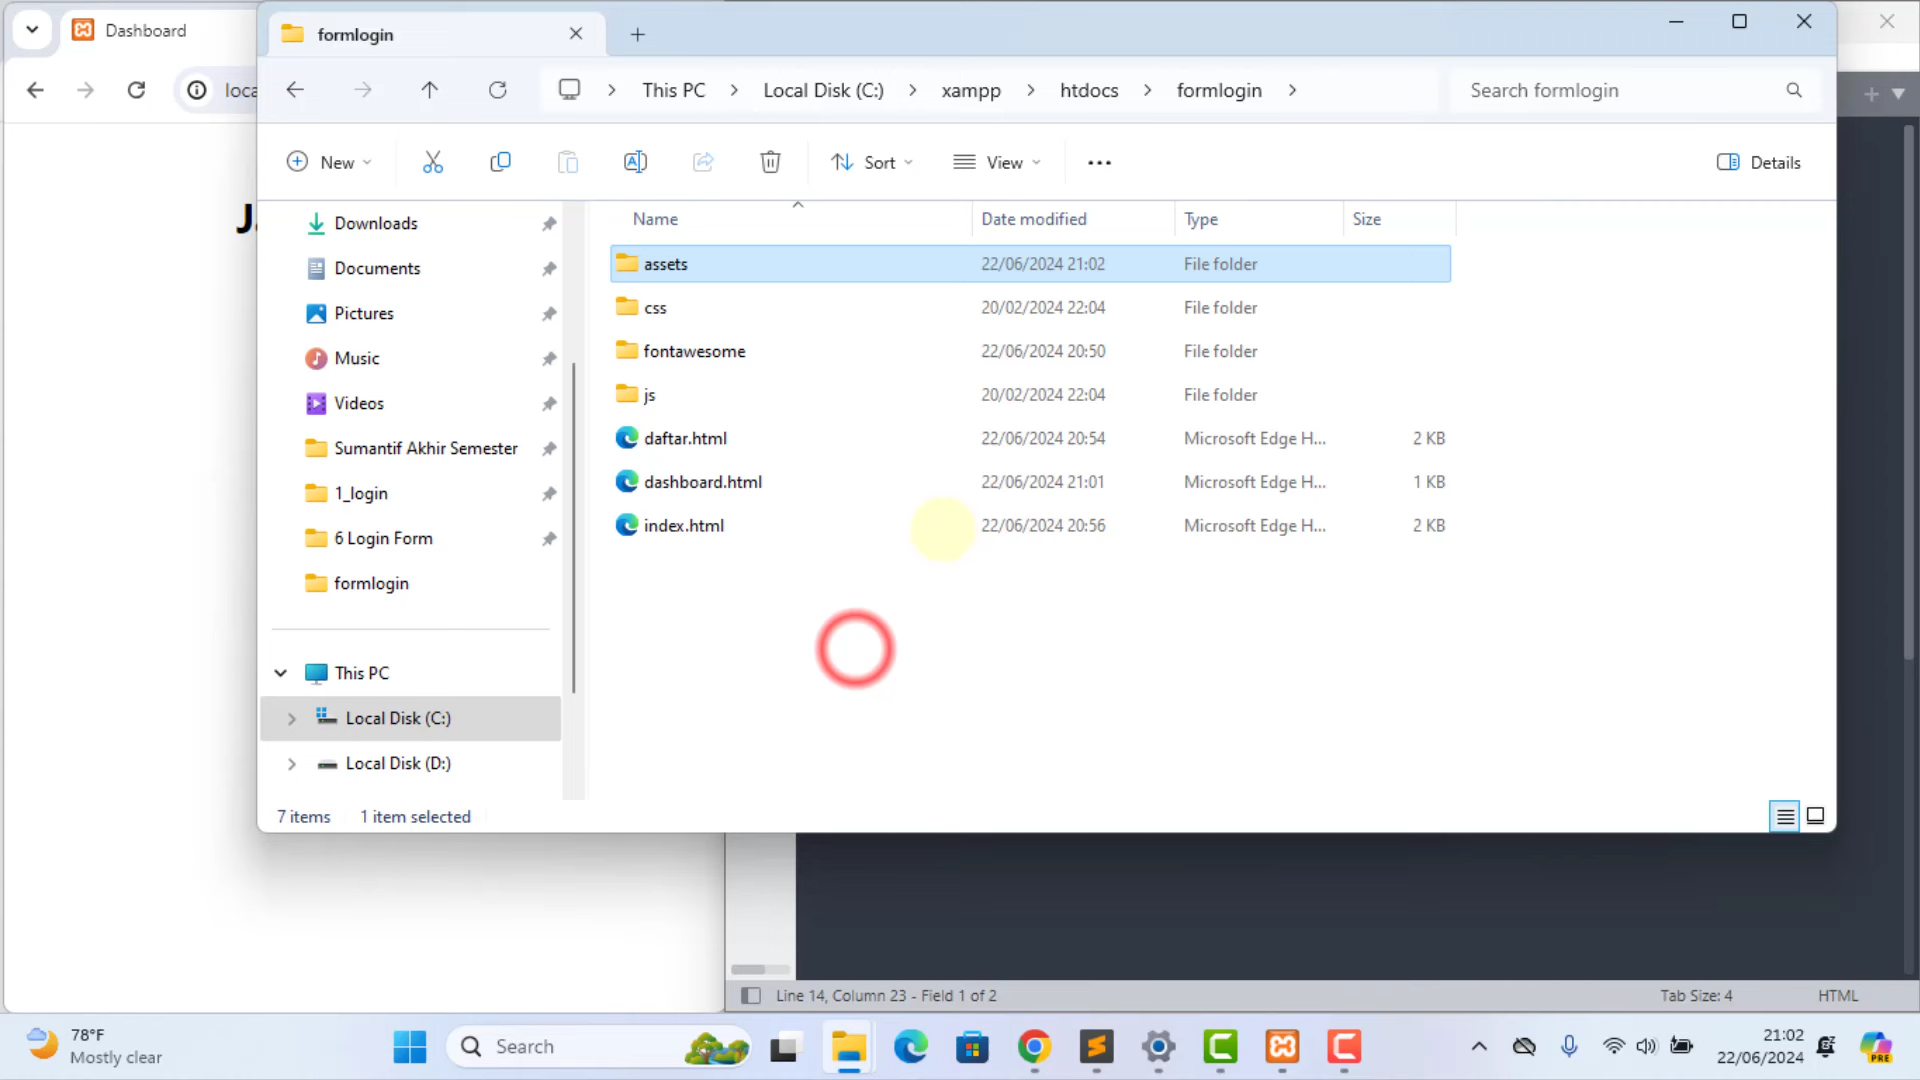 Dashboard
formlogin
loca
This PC
Local Disk (C:)
xampp
htdocs
formlogin
Search formlogin
New
Sort
View
Details
J
Downloads
Documents
Pictures
Music
Videos
Sumantif Akhir Semester
1_login
6 Login Form
formlogin
This PC
Local Disk (C:)
Local Disk (D:)
Name Date modified Type Size
assets 22/06/2024 21:02 File folder
css 20/02/2024 22:04 File folder
fontawesome 22/06/2024 20:50 File folder
js 20/02/2024 22:04 File folder
daftar.html 22/06/2024 20:54 Microsoft Edge H... 2 KB
dashboard.html 22/06/2024 21:01 Microsoft Edge H... 1 KB
index.html 22/06/2024 20:56 Microsoft Edge H... 2 KB
7 items 1 item selected
Line 14, Column 23 - Field 1 of 2
Tab Size: 4
HTML
78°F
Mostly clear
Search
21:02
22/06/2024
PRE